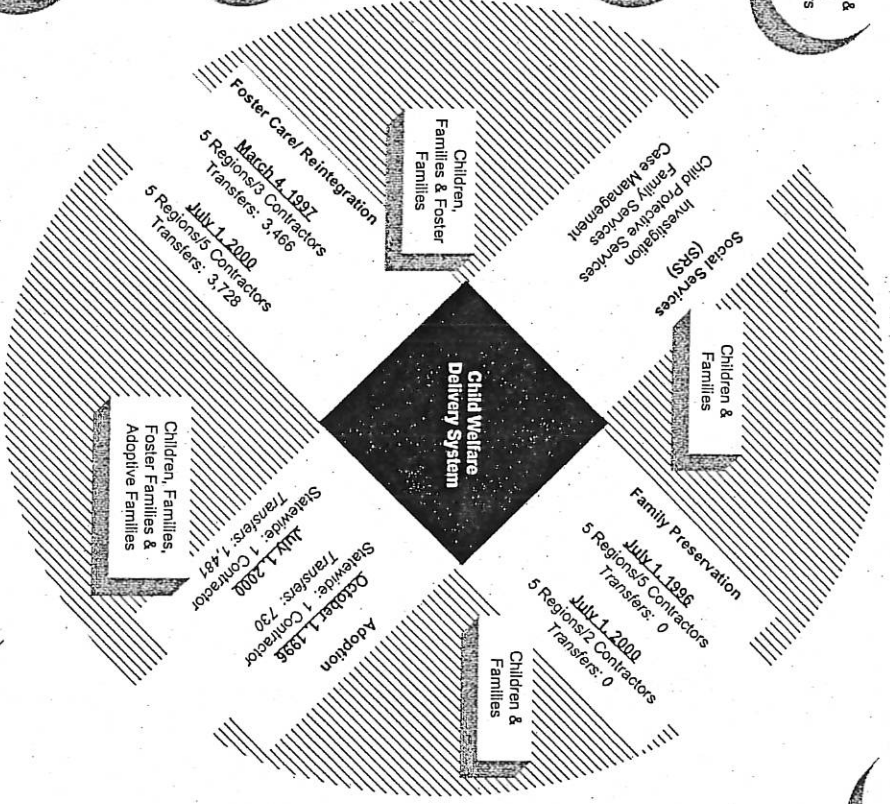 &
s
Social Services
(SRS)
Investigation
Child Protective Services
Family Services
Case Management
Children &
Families
Family Preservation
July 1, 1996
5 Regions/5 Contractors
Transfers: 0
July 1, 2000
5 Regions/2 Contractors
Transfers: 0
Children &
Families
Adoption
October 1, 1996
Statewide: 1 Contractor
Transfers: 730
July 1, 2000
Statewide: 1 Contractor
Transfers: 1,481
Children, Families,
Foster Families &
Adoptive Families
Foster Care/ Reintegration
March 4, 1997
5 Regions/3 Contractors
Transfers: 3,466
July 1, 2000
5 Regions/5 Contractors
Transfers: 3,728
Children,
Families & Foster
Families
Child Welfare
Delivery System